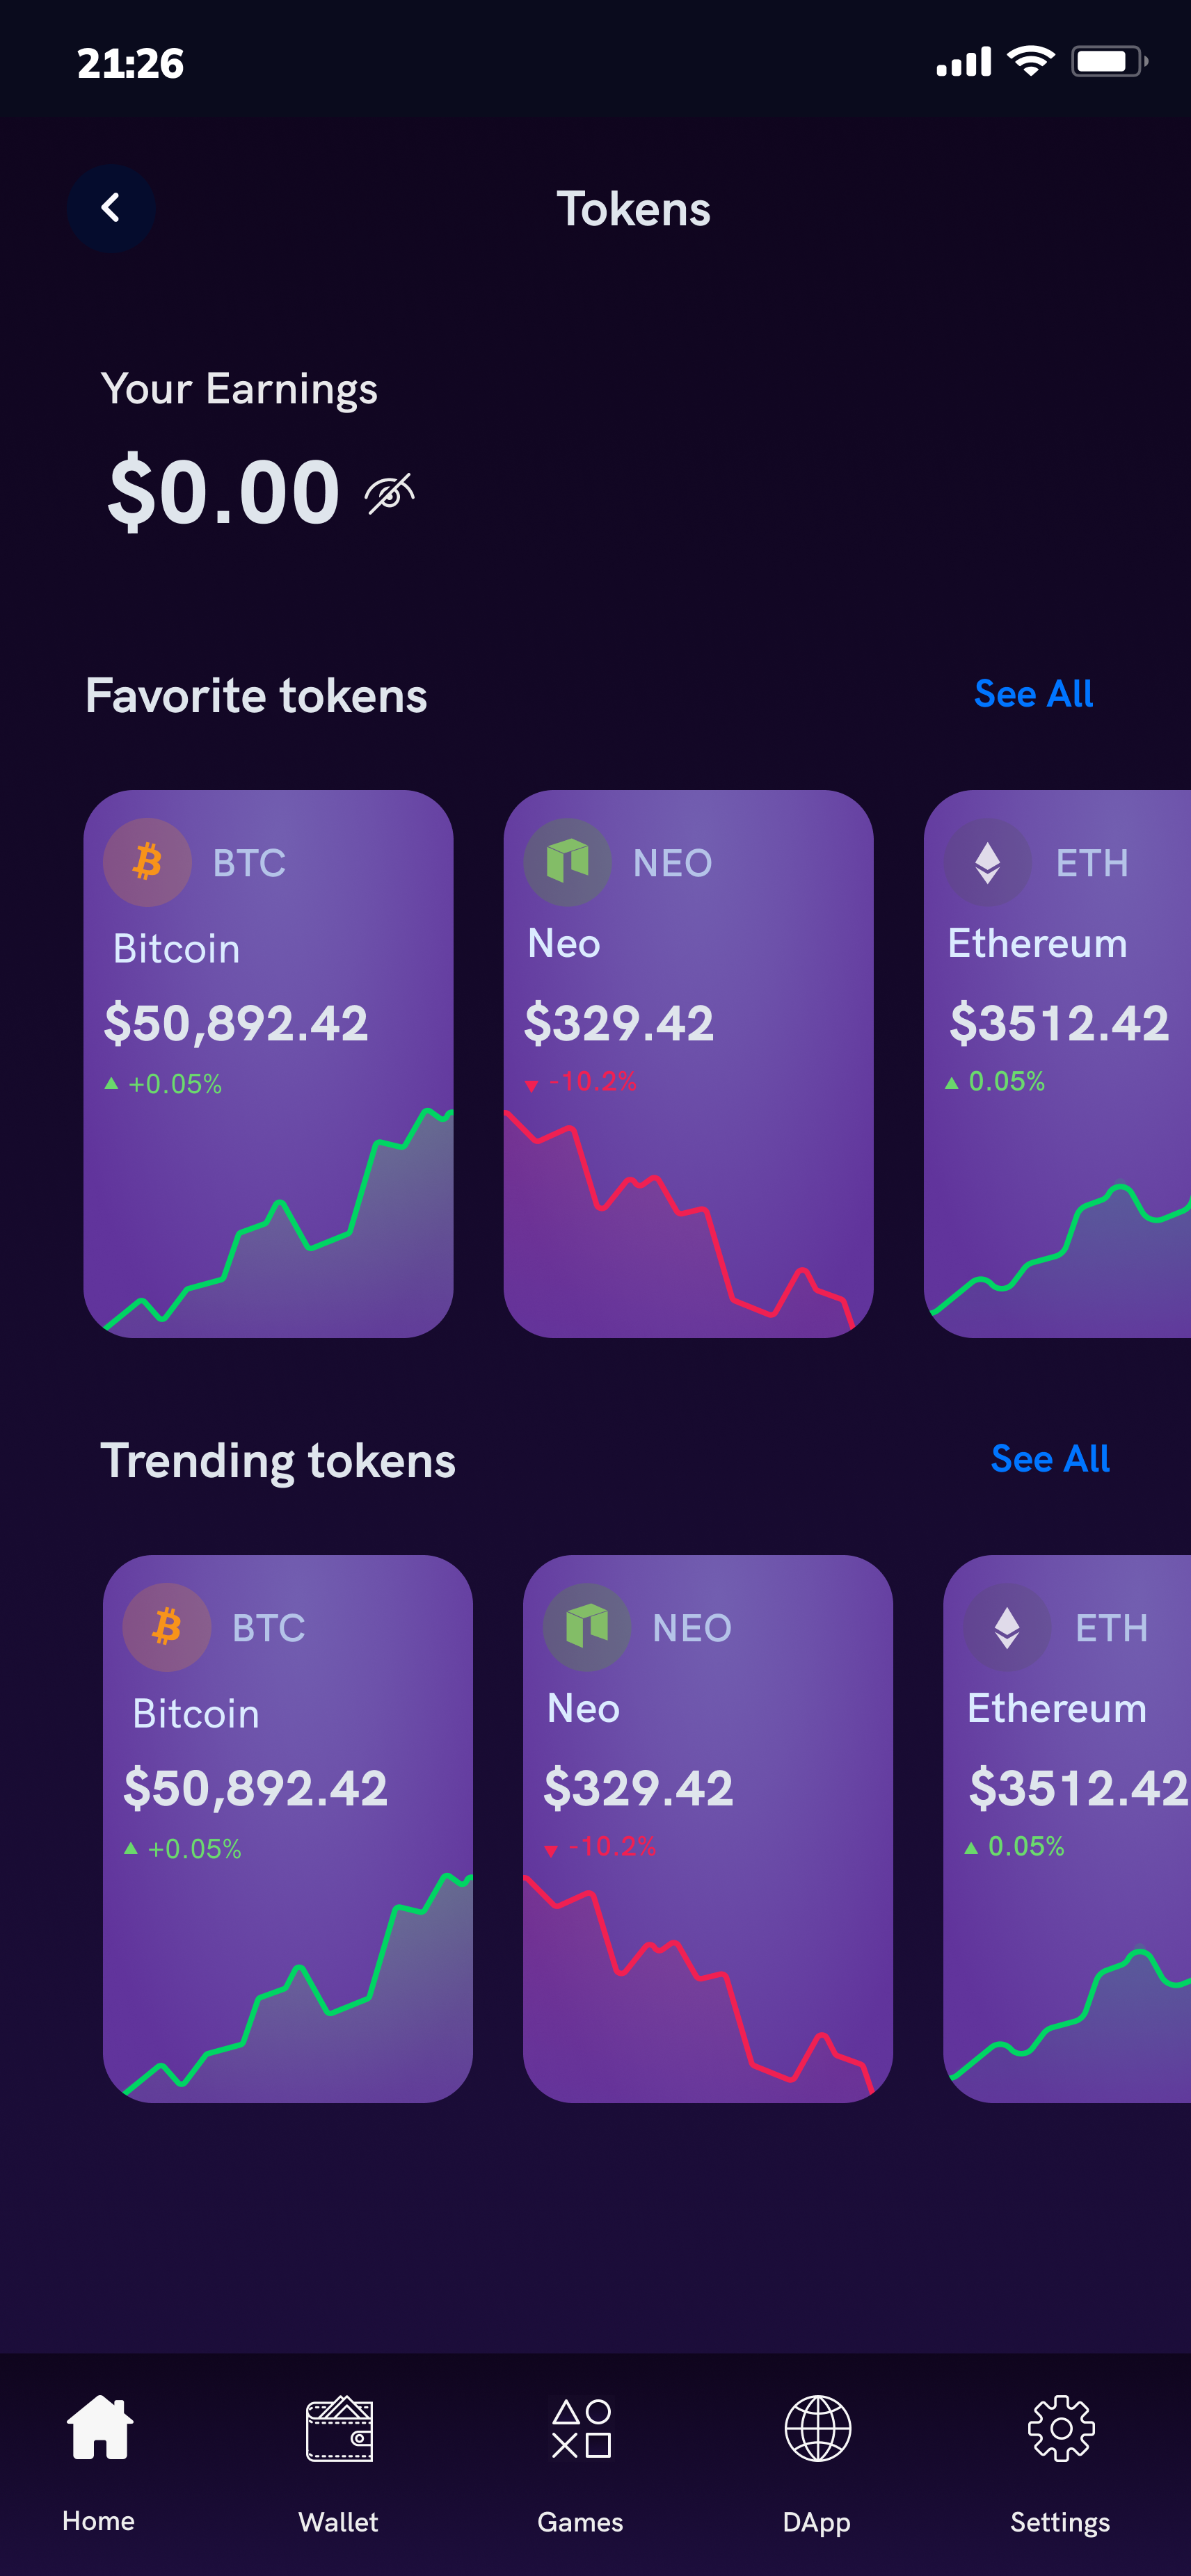 21:26
Tokens
Your Earnings
$0.00
Favorite tokens
See All
BTC
Bitcoin
$50,892.42
+0.05%
NEO
Neo
$329.42
-10.2%
ETH
Ethereum
$3512.42
0.05%
Trending tokens
See All
BTC
Bitcoin
$50,892.42
+0.05%
NEO
Neo
$329.42
-10.2%
ETH
Ethereum
$3512.42
0.05%
Home
Wallet
Games
DApp
Settings